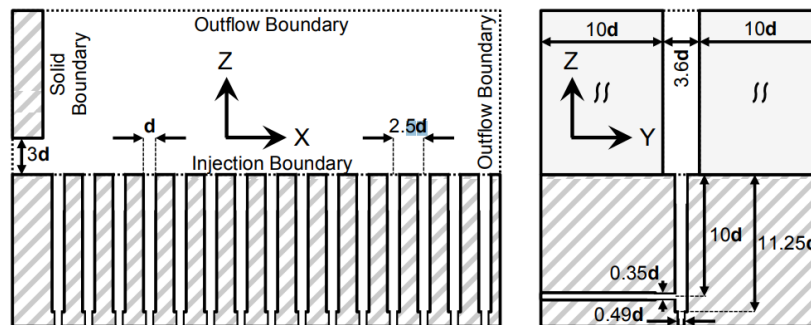 Outflow Boundary
Solid
Boundary
Z
X
d
2.5d
3d
Injection Boundary
Outflow Boundary
10d
3.6d
10d
Z
Y
10d
11.25d
0.35d
0.49d